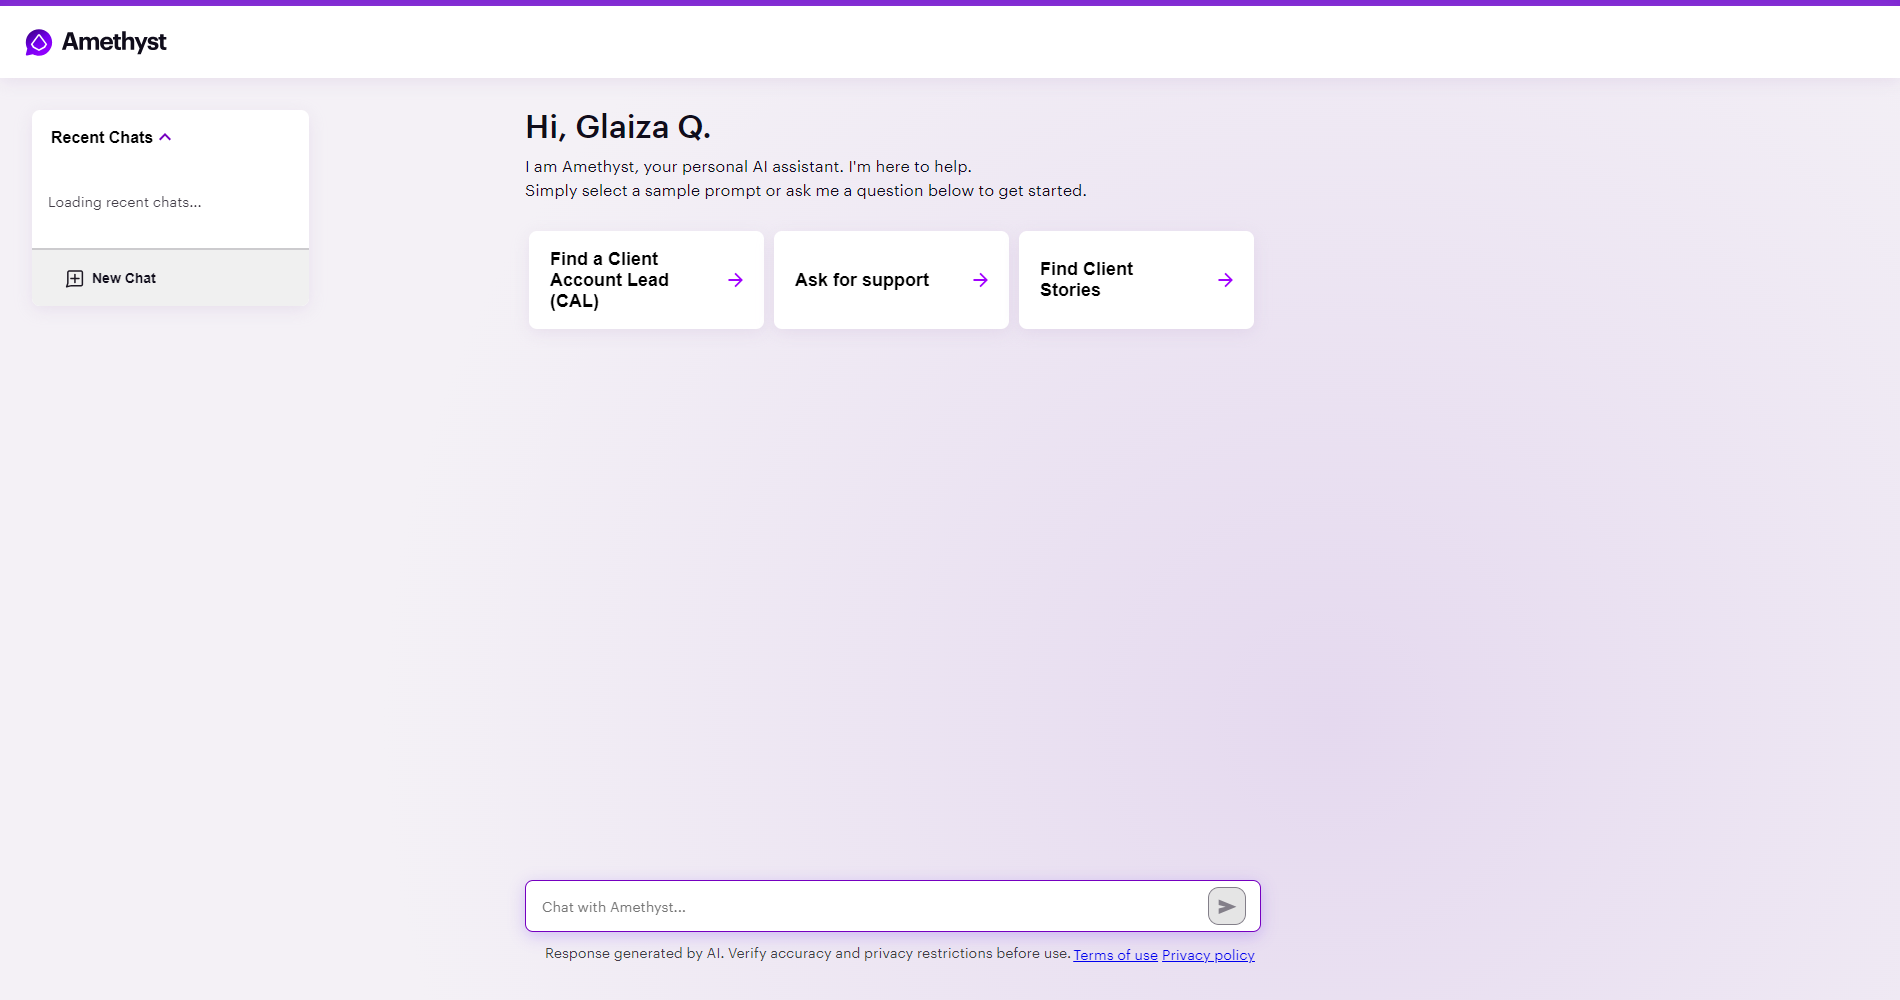 Amethyst
Recent Chats
Loading recent chats...
New Chat
Hi, Glaiza Q.
I am Amethyst, your personal AI assistant. I'm here to help.
Simply select a sample prompt or ask me a question below to get started.
Find a Client
Account Lead
(CAL)
Ask for support
Find Client
Stories
Chat with Amethyst...
Response generated by AI. Verify accuracy and privacy restrictions before use. Terms of use Privacy policy